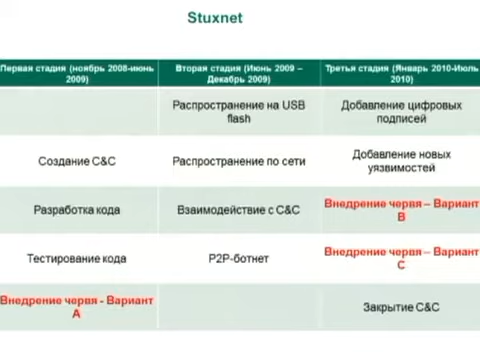 Stuxnet
Первая стадия (ноябрь 2008-июнь
2009)
Вторая стадия (Июнь 2009 –
Декабрь 2009)
Третья стадия (Январь 2010-Июль
2010)
Распространение на USB
flash
Добавление цифровых
подписей
Создание C&C
Распространение по сети
Добавление новых
уязвимостей
Разработка кода
Взаимодействие с C&C
Внедрение червя – Вариант
B
Тестирование кода
P2P-ботнет
Внедрение червя – Вариант
C
Внедрение червя - Вариант
A
Закрытие C&C